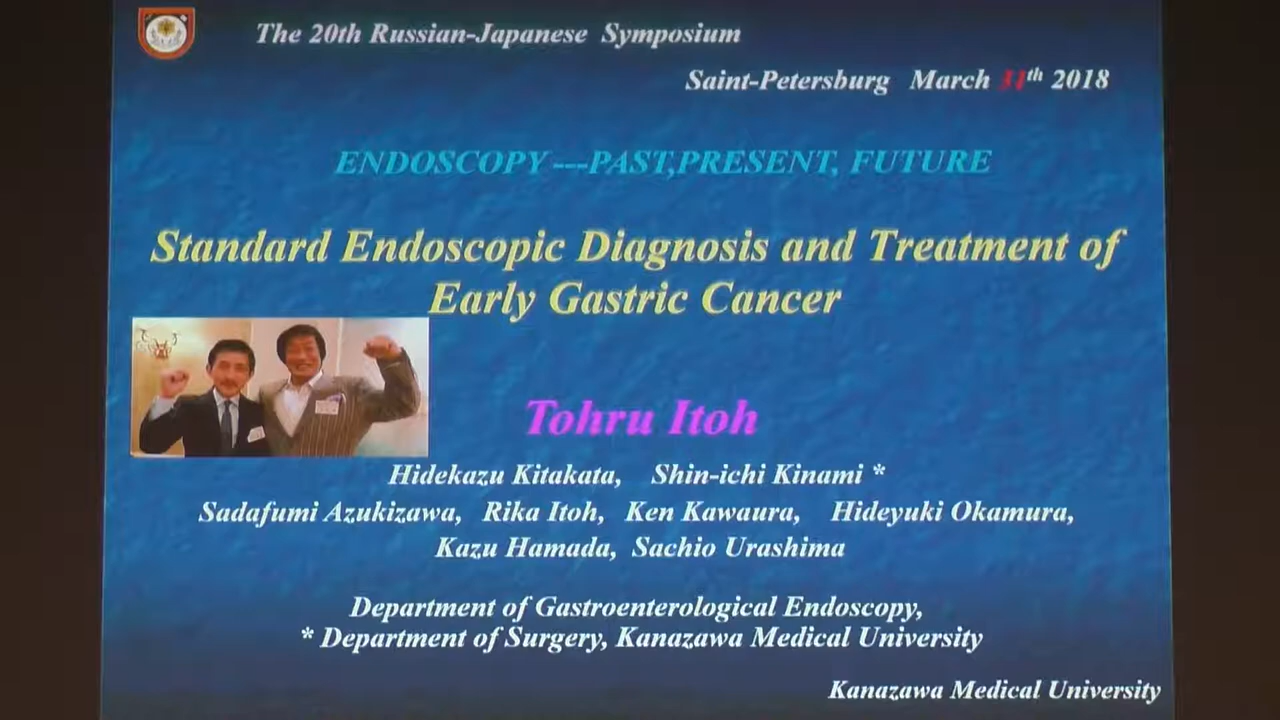 The 20th Russian-Japanese Symposium
Saint-Petersburg March 31th 2018
ENDOSCOPY ---PAST,PRESENT, FUTURE
Standard Endoscopic Diagnosis and Treatment of
Early Gastric Cancer
Tohru Itoh
Hidekazu Kitakata, Shin-ichi Kinami *
Sadafumi Azukizawa, Rika Itoh, Ken Kawaura, Hideyuki Okamura,
Kazu Hamada, Sachio Urashima
Department of Gastroenterological Endoscopy,
* Department of Surgery, Kanazawa Medical University
Kanazawa Medical University